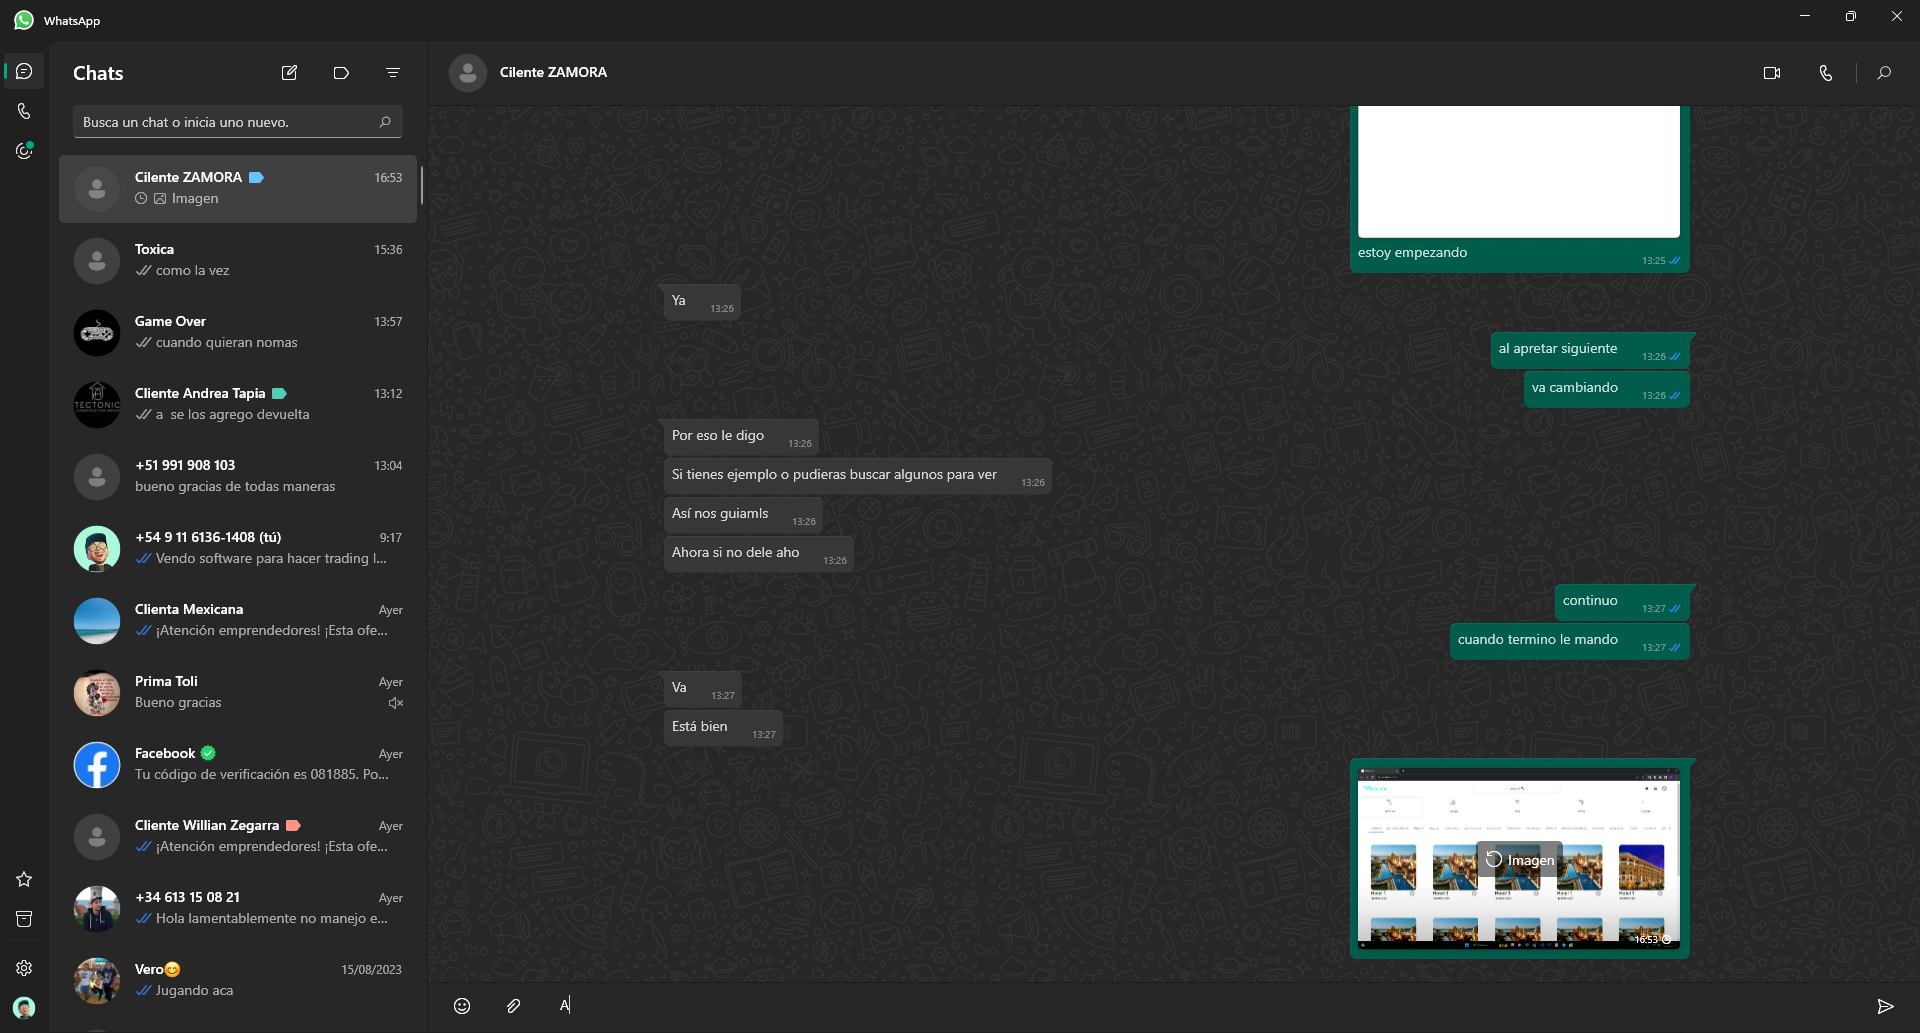 WhatsApp
Chats
Busca un chat o inicia uno nuevo.
Cilente ZAMORA
16:53
Imagen
Toxica
15:36
como la vez
Game Over
13:57
cuando quieran nomas
Cliente Andrea Tapia
13:12
a se los agrego devuelta
TECTONIC
+51 991 908 103
13:04
bueno gracias de todas maneras
+54 9 11 6136-1408 (tú)
9:17
Vendo software para hacer trading l...
Clienta Mexicana
Ayer
¡Atención emprendedores! ¡Esta ofe...
Prima Toli
Ayer
Bueno gracias
Facebook
Ayer
Tu código de verificación es 081885. Po...
Cliente Willian Zegarra
Ayer
¡Atención emprendedores! ¡Esta ofe...
+34 613 15 08 21
Ayer
Hola lamentablemente no manejo e...
Vero
15/08/2023
Jugando aca
Cilente ZAMORA
estoy empezando
13:25
Ya
13:26
al apretar siguiente
13:26
va cambiando
13:26
Por eso le digo
13:26
Si tienes ejemplo o pudieras buscar algunos para ver
13:26
Así nos guiamls
13:26
Ahora si no dele aho
13:26
continuo
13:27
cuando termino le mando
13:27
Va
13:27
Está bien
13:27
Imagen
16:53
A